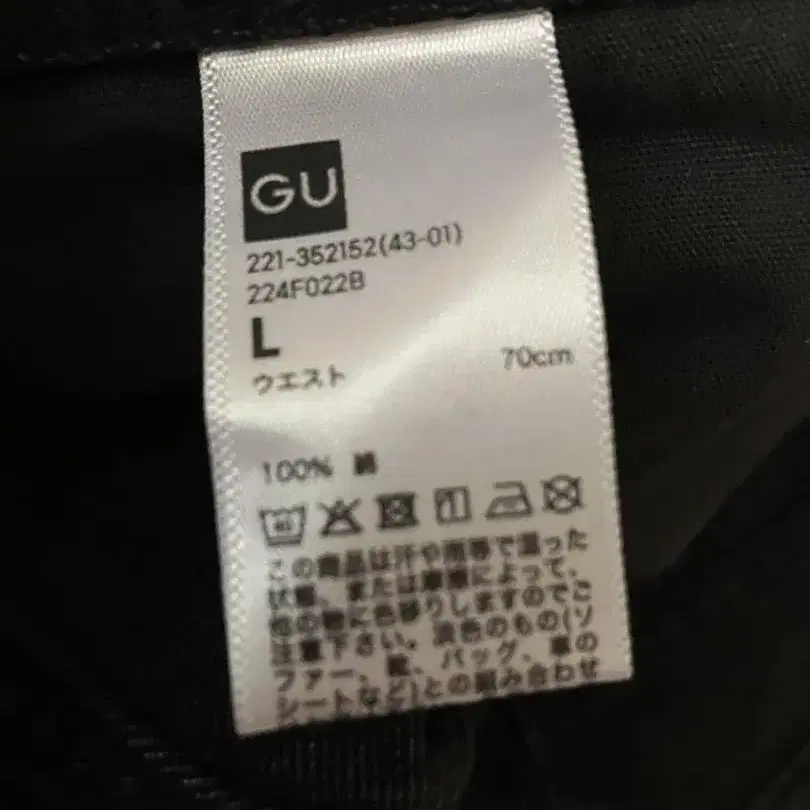 GU
221-352152(43-01)
224F022B
L
ウエスト 70cm
100% 綿
この商品は汗や雨等で湿った
状態、または摩擦によって、
他の物に色移りしますのでご
注意下さい。淡色のもの(ソ
ファー、靴、バッグ、車の
シートなど)との組み合わせ